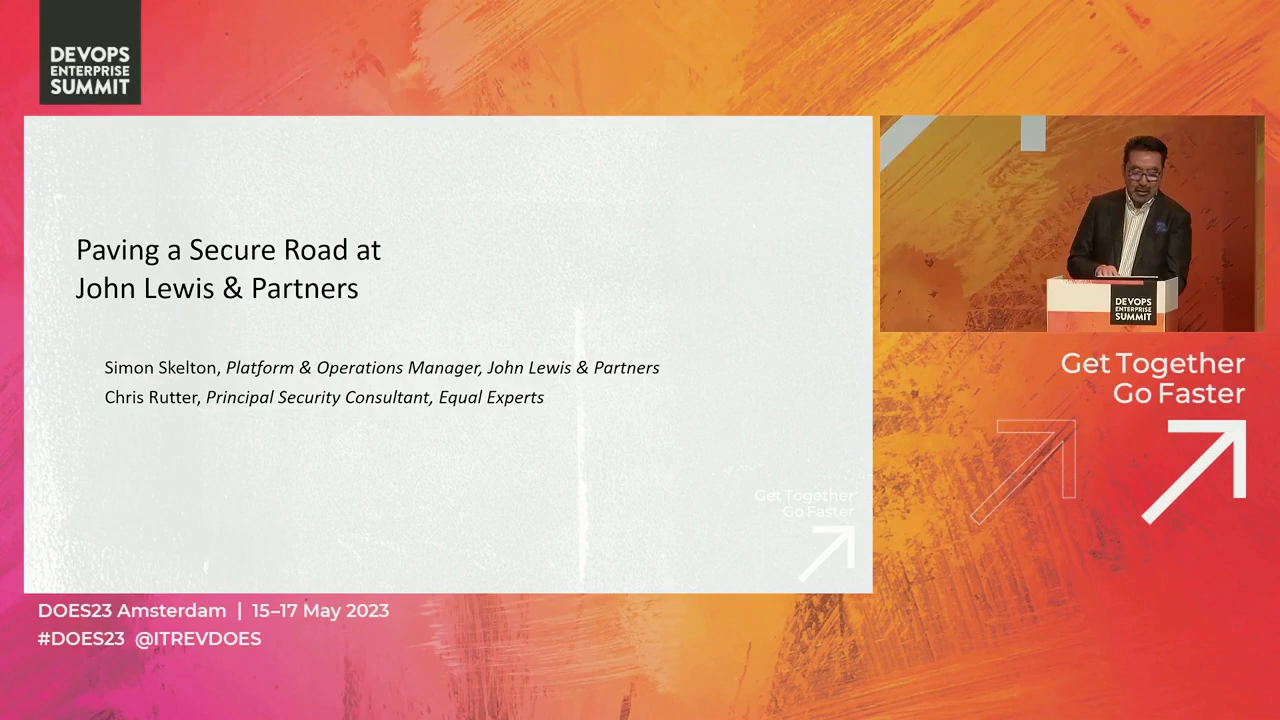 DEVOPS
ENTERPRISE
SUMMIT
Paving a Secure Road at
John Lewis & Partners
Simon Skelton, Platform & Operations Manager, John Lewis & Partners
Chris Rutter, Principal Security Consultant, Equal Experts
Get Together
Go Faster
DEVOPS
ENTERPRISE
SUMMIT
Get Together
Go Faster
DOES23 Amsterdam | 15–17 May 2023
#DOES23 @ITREVDOES